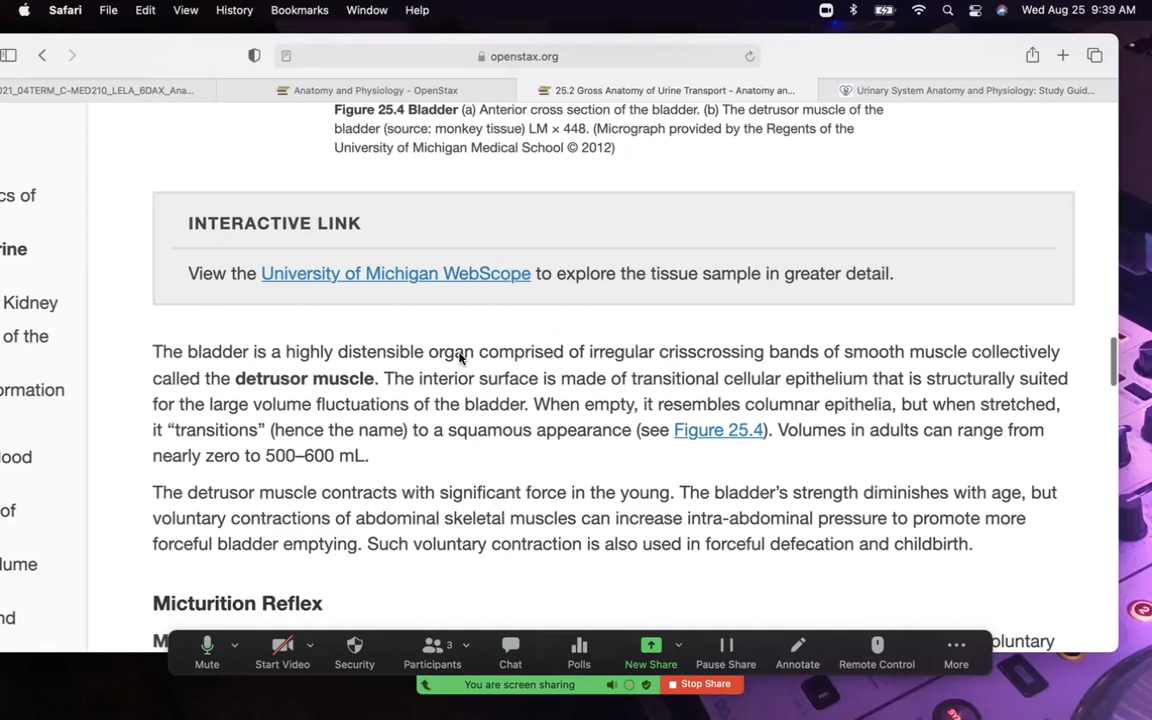 Safari File Edit View History Bookmarks Window Help Wed Aug 25 9:39 AM
openstax.org
021_04TERM_C-MED210_LELA_6DAX_Ana... Anatomy and Physiology - OpenStax 25.2 Gross Anatomy of Urine Transport - Anatomy an... Urinary System Anatomy and Physiology: Study Guid...
Figure 25.4 Bladder (a) Anterior cross section of the bladder. (b) The detrusor muscle of the
bladder (source: monkey tissue) LM × 448. (Micrograph provided by the Regents of the
University of Michigan Medical School © 2012)
cs of
rine
Kidney
of the
ormation
ood
of
lume
nd
INTERACTIVE LINK
View the University of Michigan WebScope to explore the tissue sample in greater detail.
The bladder is a highly distensible organ comprised of irregular crisscrossing bands of smooth muscle collectively
called the detrusor muscle. The interior surface is made of transitional cellular epithelium that is structurally suited
for the large volume fluctuations of the bladder. When empty, it resembles columnar epithelia, but when stretched,
it “transitions” (hence the name) to a squamous appearance (see Figure 25.4). Volumes in adults can range from
nearly zero to 500–600 mL.
The detrusor muscle contracts with significant force in the young. The bladder’s strength diminishes with age, but
voluntary contractions of abdominal skeletal muscles can increase intra-abdominal pressure to promote more
forceful bladder emptying. Such voluntary contraction is also used in forceful defecation and childbirth.
Micturition Reflex
M voluntary
Mute Start Video Security Participants 3 Chat Polls New Share Pause Share Annotate Remote Control More
You are screen sharing Stop Share